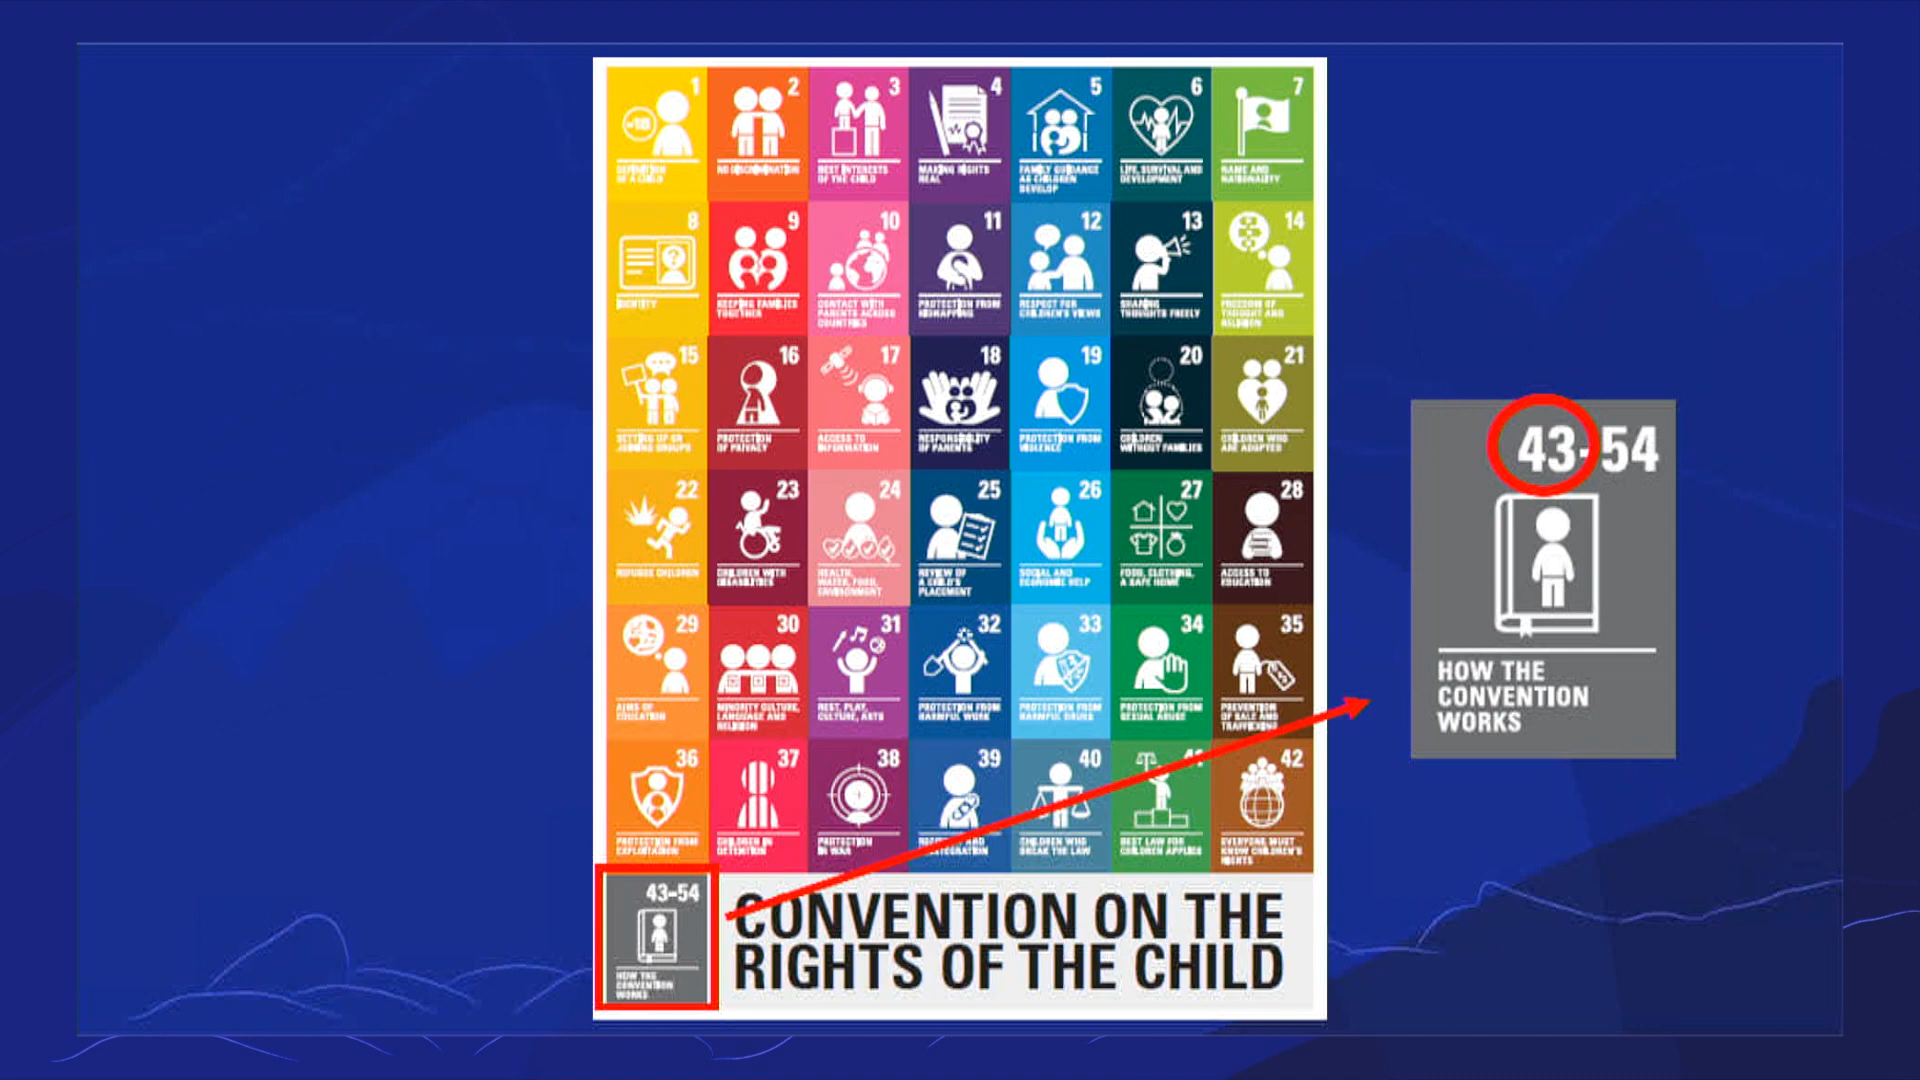 1
DEFINITION
OF A CHILD
2
NO DISCRIMINATION
3
BEST INTERESTS
OF THE CHILD
4
MAKING RIGHTS
REAL
5
FAMILY GUIDANCE
AS CHILDREN
DEVELOP
6
LIFE, SURVIVAL AND
DEVELOPMENT
7
NAME AND
NATIONALITY
8
IDENTITY
9
KEEPING FAMILIES
TOGETHER
10
CONTACT WITH
PARENTS ACROSS
COUNTRIES
11
PROTECTION FROM
KIDNAPPING
12
RESPECT FOR
CHILDREN'S VIEWS
13
SHARING
THOUGHTS FREELY
14
FREEDOM OF
THOUGHT AND
RELIGION
15
SETTING UP OR
JOINING GROUPS
16
PROTECTION
OF PRIVACY
17
ACCESS TO
INFORMATION
18
RESPONSIBILITY
OF PARENTS
19
PROTECTION FROM
VIOLENCE
20
CHILDREN
WITHOUT FAMILIES
21
CHILDREN WHO
ARE ADOPTED
22
REFUGEE CHILDREN
23
CHILDREN WITH
DISABILITIES
24
HEALTH,
WATER, FOOD,
ENVIRONMENT
25
REVIEW OF
A CHILD'S
PLACEMENT
26
SOCIAL AND
ECONOMIC HELP
27
FOOD, CLOTHING,
A SAFE HOME
28
ACCESS TO
EDUCATION
29
AIMS OF
EDUCATION
30
MINORITY CULTURE,
LANGUAGE AND
RELIGION
31
REST, PLAY,
CULTURE, ARTS
32
PROTECTION FROM
HARMFUL WORK
33
PROTECTION FROM
HARMFUL DRUGS
34
PROTECTION FROM
SEXUAL ABUSE
35
PREVENTION
OF SALE AND
TRAFFICKING
36
PROTECTION FROM
EXPLOITATION
37
CHILDREN IN
DETENTION
38
PROTECTION
IN WAR
39
RECOVERY AND
REINTEGRATION
40
CHILDREN WHO
BREAK THE LAW
41
BEST LAW FOR
CHILDREN APPLIES
42
EVERYONE MUST
KNOW CHILDREN'S
RIGHTS
43-54
HOW THE
CONVENTION
WORKS
CONVENTION ON THE
RIGHTS OF THE CHILD
43-54
HOW THE
CONVENTION
WORKS